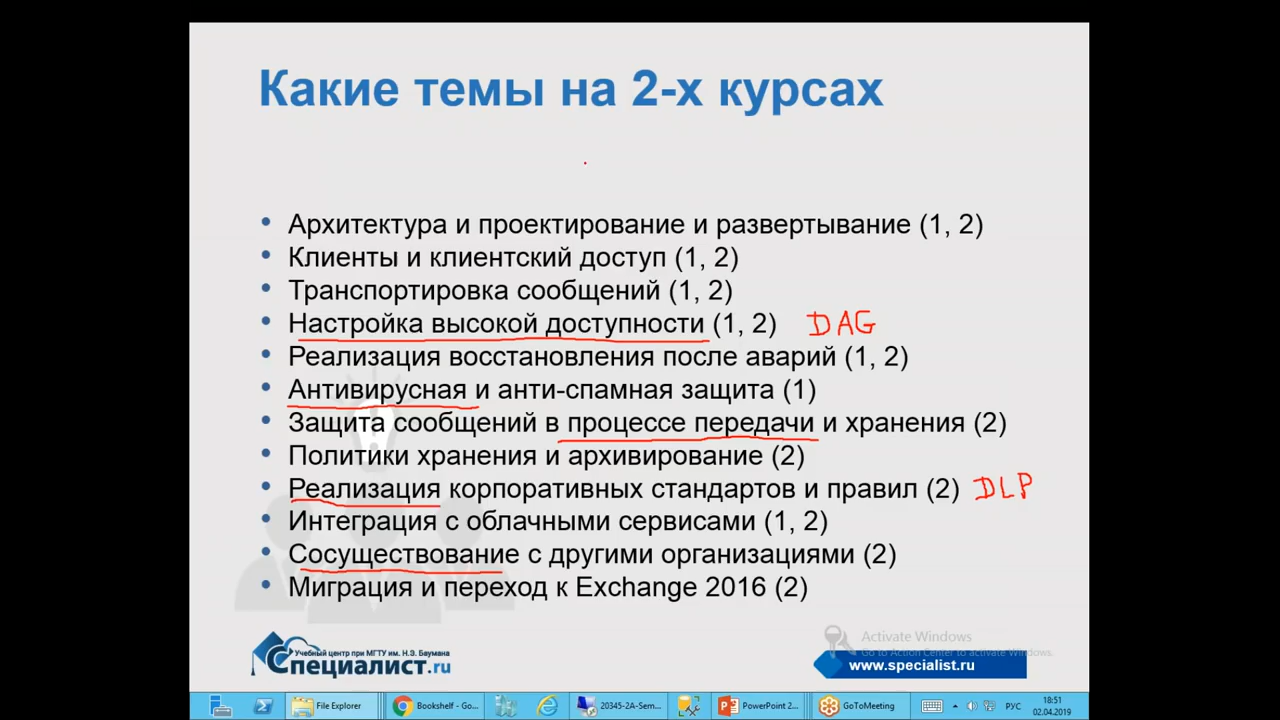 Какие темы на 2-х курсах
• Архитектура и проектирование и развертывание (1, 2)
• Клиенты и клиентский доступ (1, 2)
• Транспортировка сообщений (1, 2)
• Настройка высокой доступности (1, 2) DAG
• Реализация восстановления после аварий (1, 2)
• Антивирусная и анти-спамная защита (1)
• Защита сообщений в процессе передачи и хранения (2)
• Политики хранения и архивирование (2)
• Реализация корпоративных стандартов и правил (2) DLP
• Интеграция с облачными сервисами (1, 2)
• Сосуществование с другими организациями (2)
• Миграция и переход к Exchange 2016 (2)
Учебный центр при МГТУ им. Н.Э. Баумана
Специалист.ru
Activate Windows
Go to Action Center to activate Windows.
www.specialist.ru
File Explorer
Bookshelf - Go...
20345-2A-Sem...
PowerPoint 2...
GoToMeeting
РУС
18:51
02.04.2019